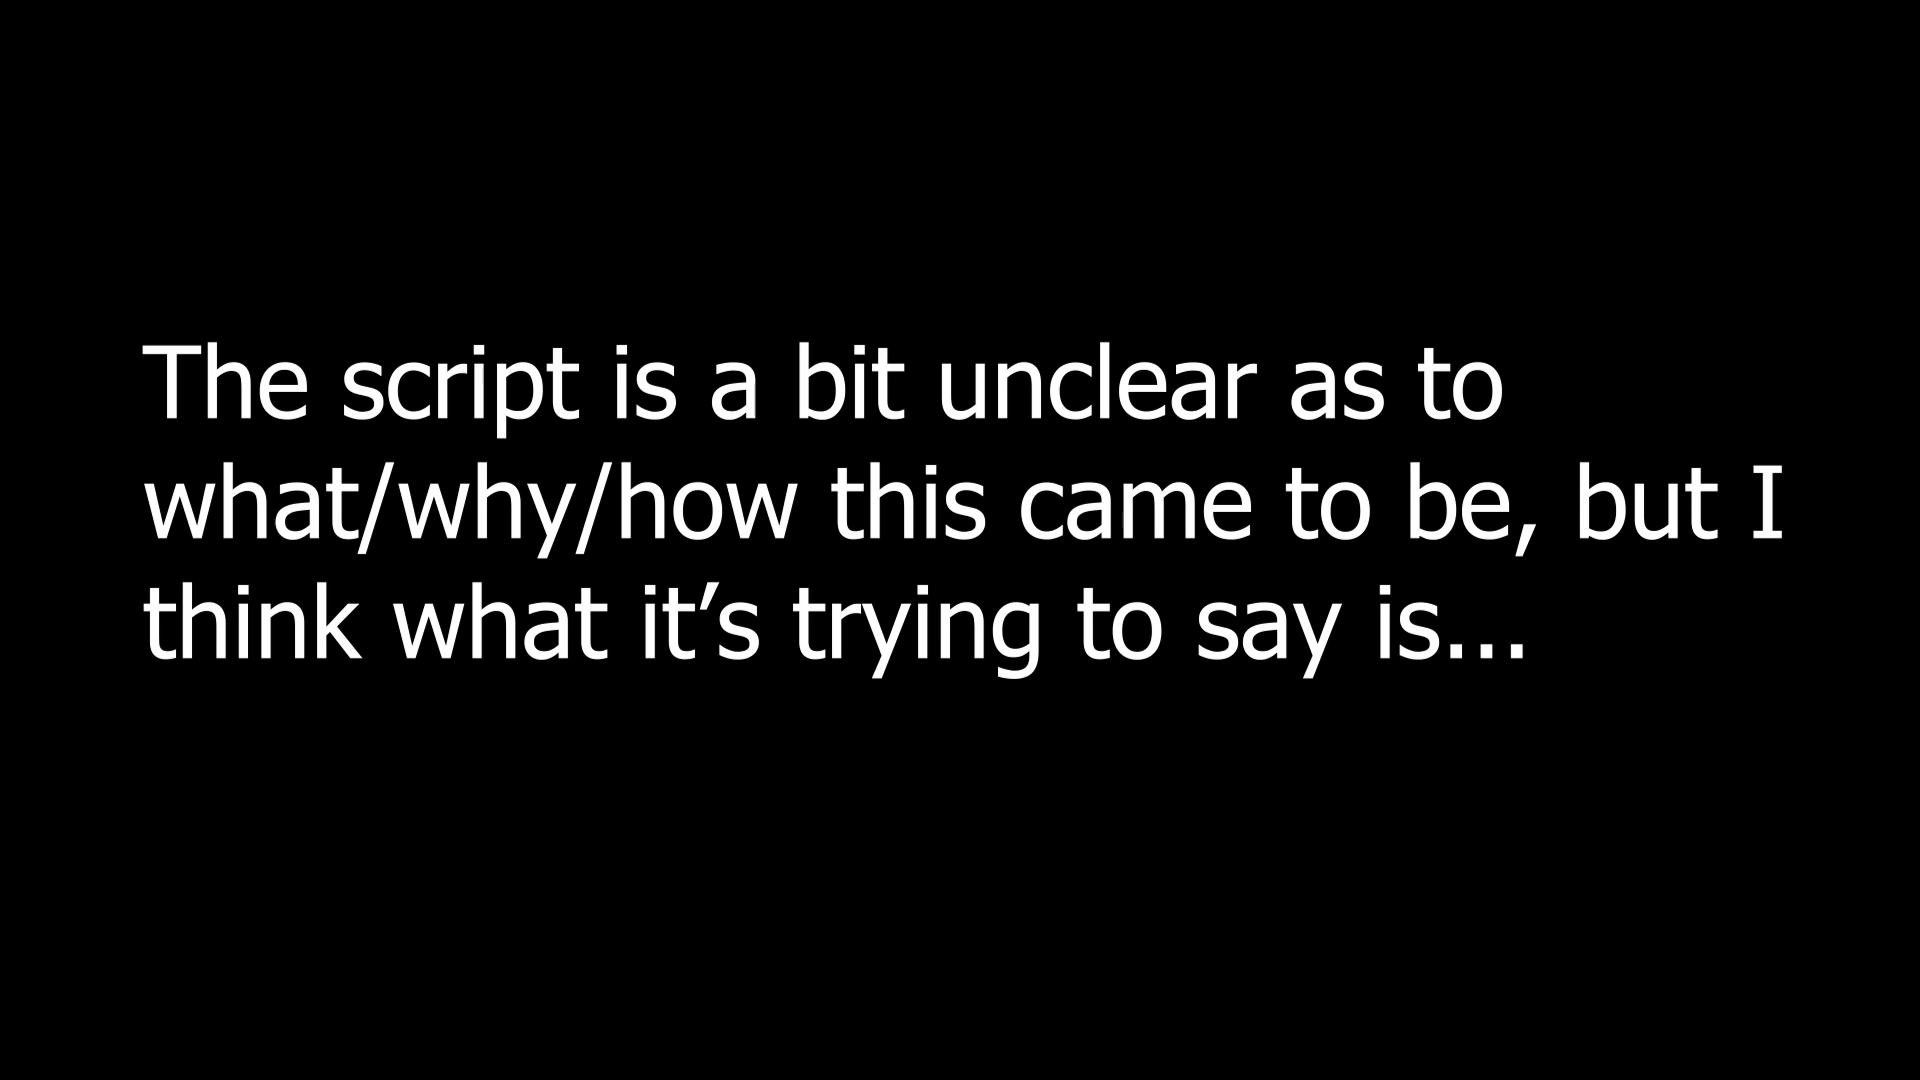 The script is a bit unclear as to
what/why/how this came to be, but I
think what it’s trying to say is...